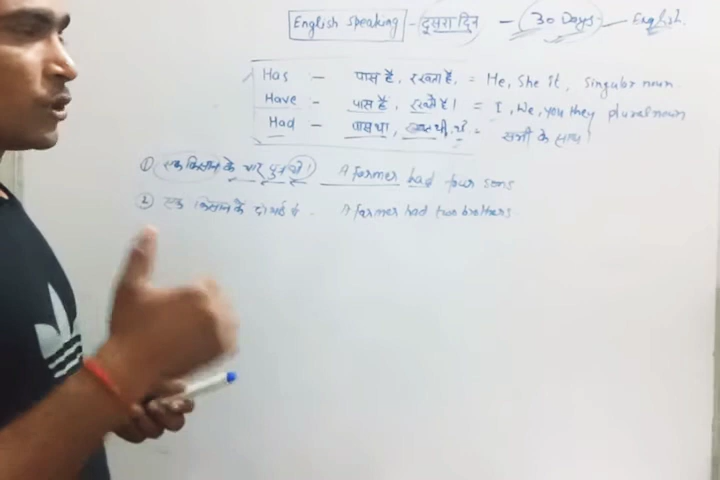 English speaking - दूसरा दिन - 30 Days - English.
Has :- पास है, रखता है, = He, She It, Singular noun
Have :- पास है, रखते है। = I, We, you they plural noun
Had :- पास था, थी, थे = सभी के साथ।
① एक किसान के चार पुत्र थे। A farmer had four sons
② एक किसान के दो भाई थे - A farmer had two brothers